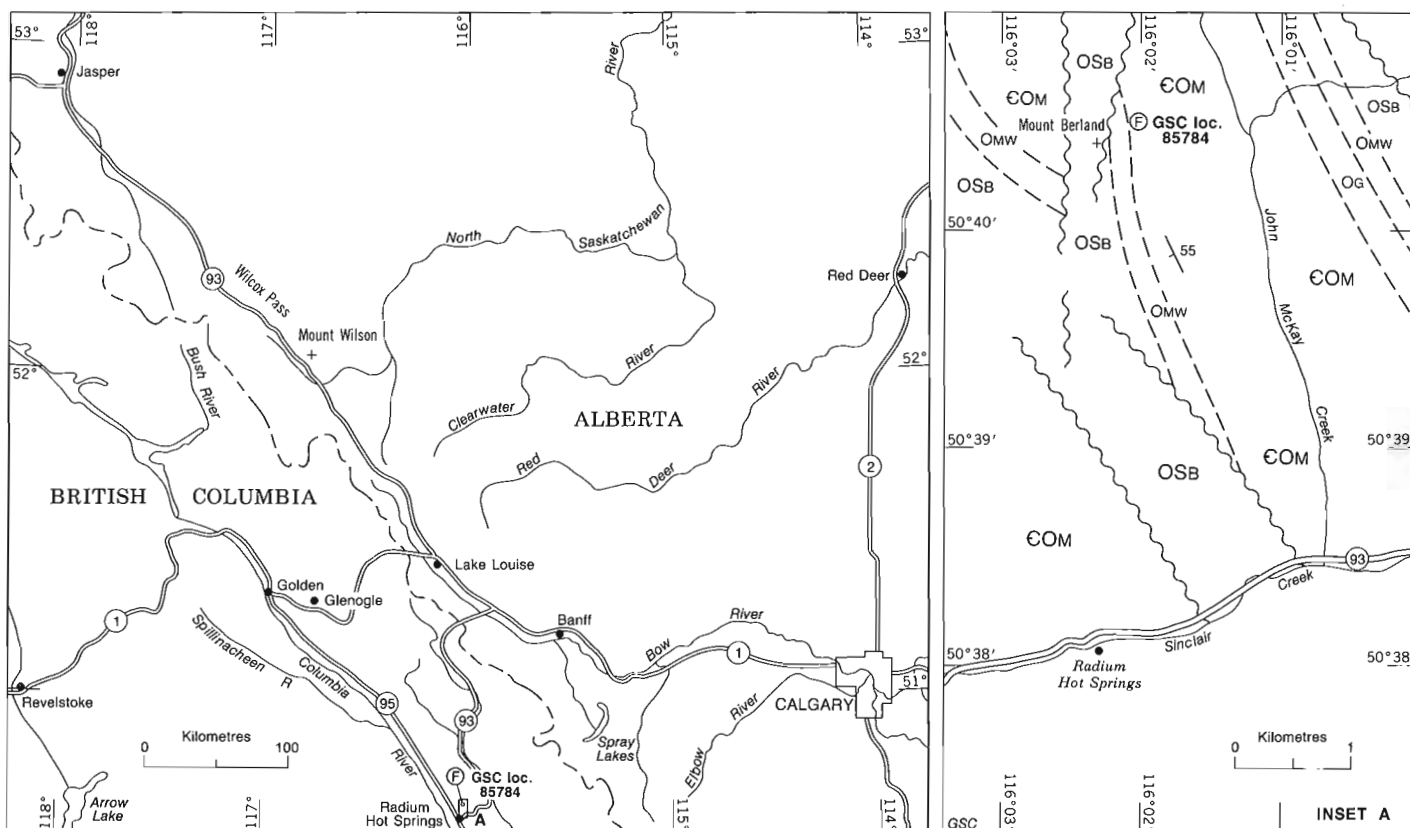 118°
117°
116°
115°
114°
53°
53°
Jasper
River
North
Saskatchewan
Red Deer
93
Wilcox Pass
Mount Wilson
52°
52°
Bush River
Clearwater
River
River
ALBERTA
Red
Deer
2
BRITISH COLUMBIA
Lake Louise
Golden
Glenogle
1
Banff
Bow
River
1
Spillimacheen R
Columbia
River
95
93
Revelstoke
51°
CALGARY
Elbow
River
Spray
Lakes
Kilometres
0 100
F GSC loc.
85784
Radium
Hot Springs
A
Arrow
Lake
118°
117°
115°
114°
116°03'
116°02'
116°01'
ЄOM
OSB
ЄOM
OSB
F GSC loc.
85784
Mount Berland
OMW
OMW
OG
OSB
50°40'
OSB
55
John
McKay
Creek
ЄOM
OMW
50°39'
50°39
OSB
ЄOM
ЄOM
93
Creek
Sinclair
50°38'
50°38
Radium
Hot Springs
Kilometres
0 1
116°03'
116°02'
GSC
INSET A